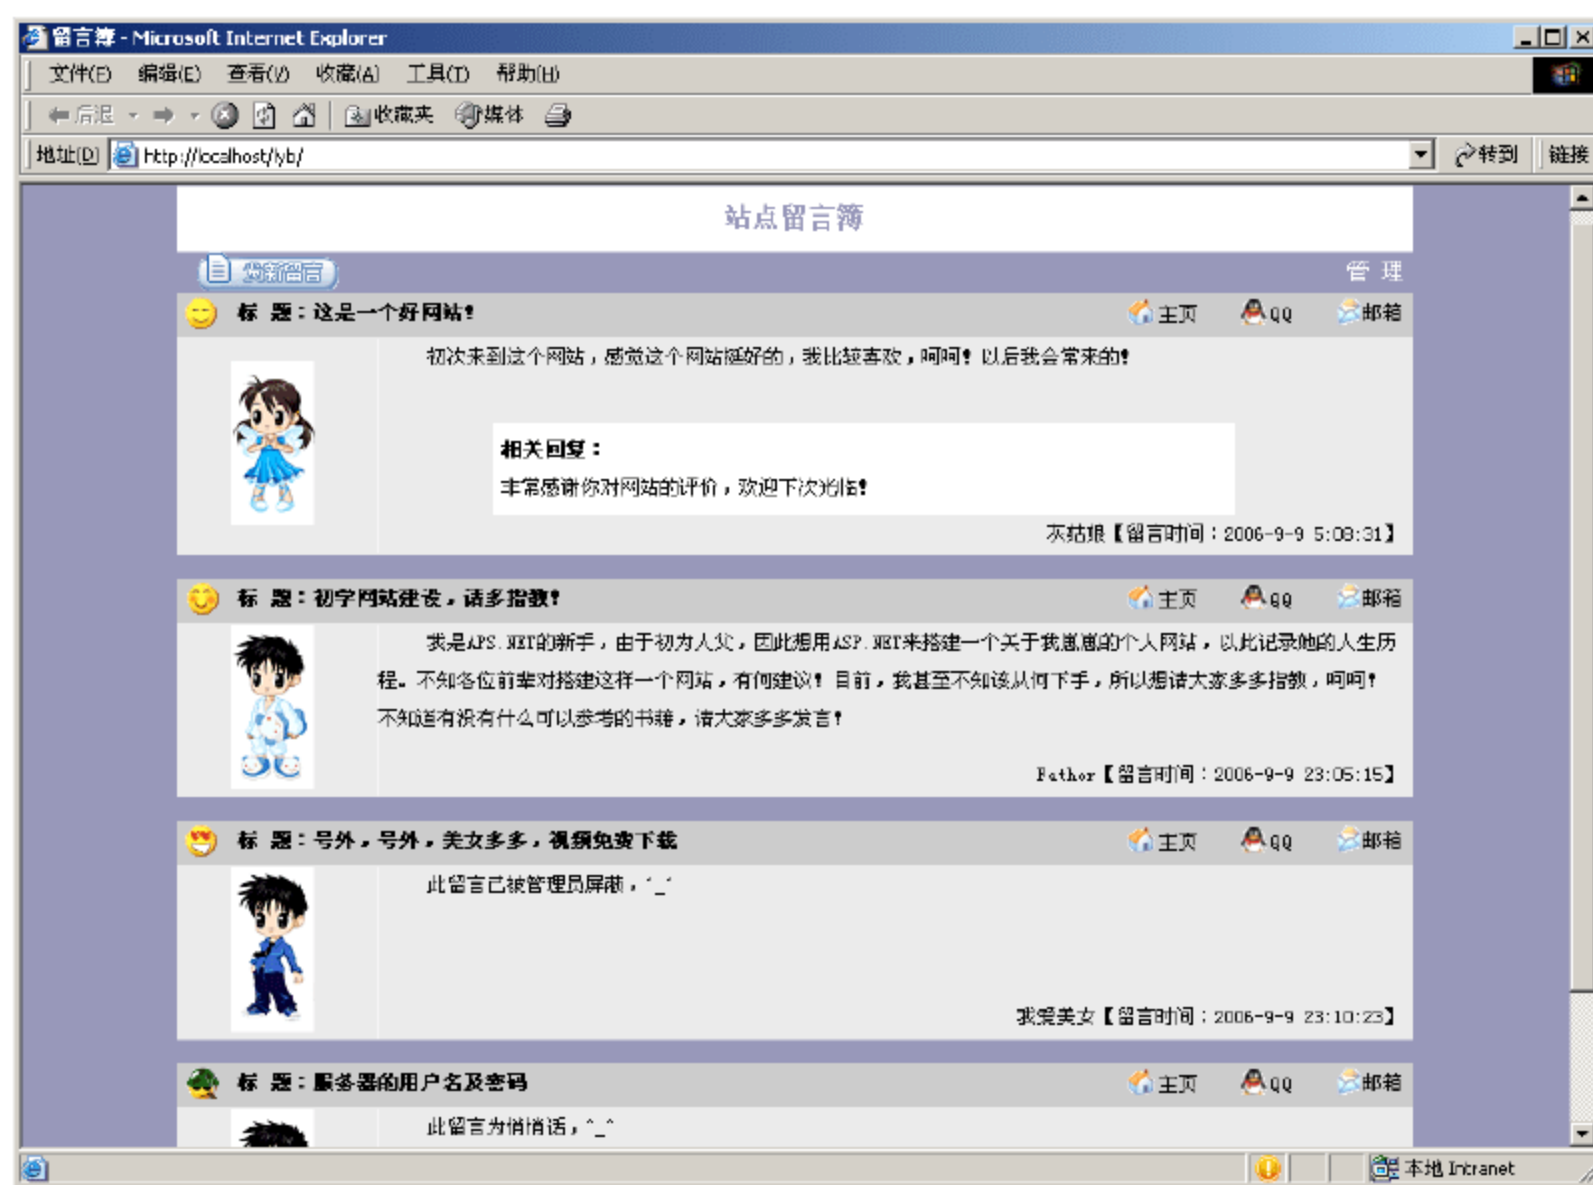 留言簿 - Microsoft Internet Explorer
文件(F) 编辑(E) 查看(V) 收藏(A) 工具(T) 帮助(H)
后退 收藏夹 媒体
地址(D) http://localhost/lyb/ 转到 链接
站点留言簿
签新留言 管 理
标 题：这是一个好网站！ 主页 QQ 邮箱
初次来到这个网站，感觉这个网站挺好的，我比较喜欢，呵呵！以后我会常来的！
相关回复：
非常感谢你对网站的评价，欢迎下次光临！
灰姑娘【留言时间：2006-9-9 5:08:31】
标 题：初学网站建设，请多指教！ 主页 QQ 邮箱
我是APS.NET的新手，由于初为人父，因此想用ASP.NET来搭建一个关于我崽崽的个人网站，以此记录他的人生历
程。不知各位前辈对搭建这样一个网站，有何建议！目前，我甚至不知该从何下手，所以想请大家多多指教，呵呵！
不知道有没有什么可以参考的书籍，请大家多多发言！
Father【留言时间：2006-9-9 23:05:15】
标 题：号外，号外，美女多多，视频免费下载 主页 QQ 邮箱
此留言已被管理员屏蔽，^_^
我爱美女【留言时间：2006-9-9 23:10:23】
标 题：服务器的用户名及密码 主页 QQ 邮箱
此留言为悄悄话，^_^
本地 Intranet